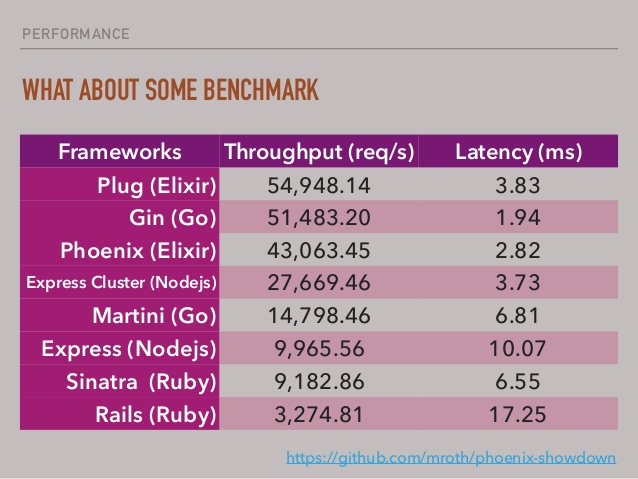 PERFORMANCE
WHAT ABOUT SOME BENCHMARK
Frameworks Throughput (req/s) Latency (ms)
Plug (Elixir) 54,948.14 3.83
Gin (Go) 51,483.20 1.94
Phoenix (Elixir) 43,063.45 2.82
Express Cluster (Nodejs) 27,669.46 3.73
Martini (Go) 14,798.46 6.81
Express (Nodejs) 9,965.56 10.07
Sinatra (Ruby) 9,182.86 6.55
Rails (Ruby) 3,274.81 17.25
https://github.com/mroth/phoenix-showdown